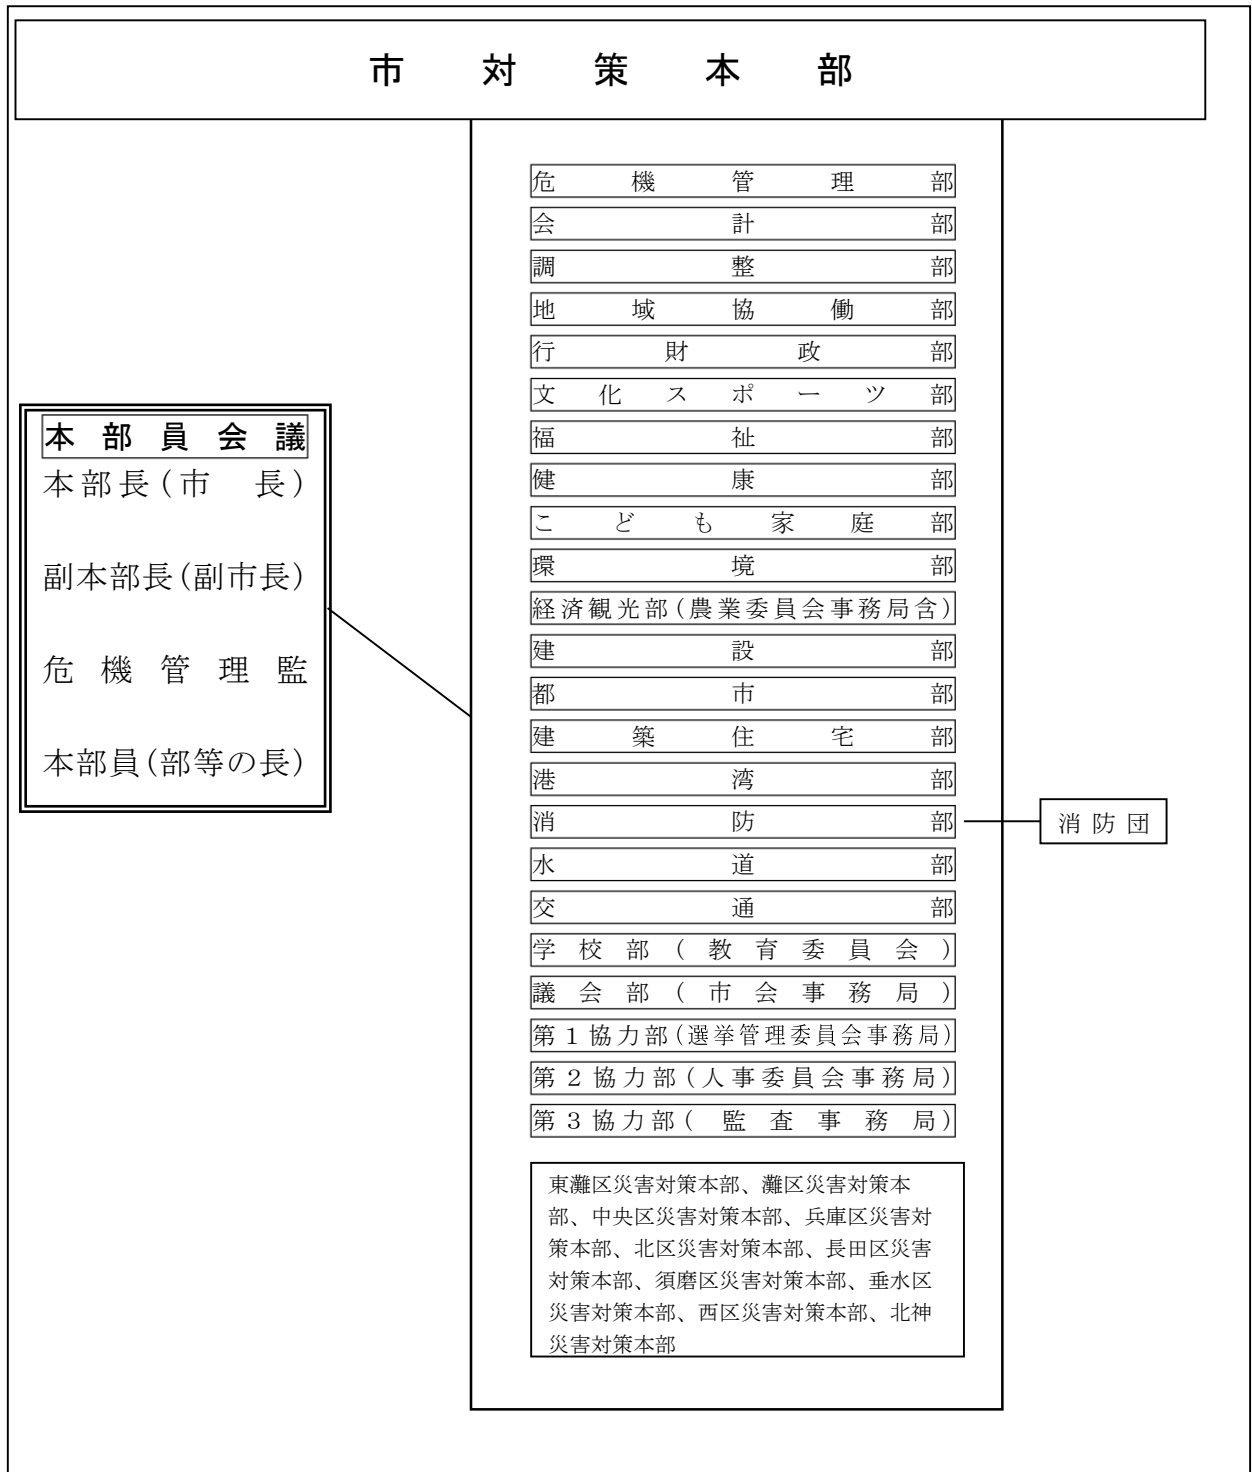 市対策本部
危機管理部
会計部
調整部
地域協働部
行財政部
文化スポーツ部
福祉部
健康部
こども家庭部
環境部
経済観光部(農業委員会事務局含)
建設部
都市部
建築住宅部
港湾部
消防部
水道部
交通部
学校部(教育委員会)
議会部(市会事務局)
第1協力部(選挙管理委員会事務局)
第2協力部(人事委員会事務局)
第3協力部(監査事務局)
東灘区災害対策本部、灘区災害対策本
部、中央区災害対策本部、兵庫区災害対
策本部、北区災害対策本部、長田区災害
対策本部、須磨区災害対策本部、垂水区
災害対策本部、西区災害対策本部、北神
災害対策本部
本部員会議
本部長(市　長)
副本部長(副市長)
危機管理監
本部員(部等の長)
消防団